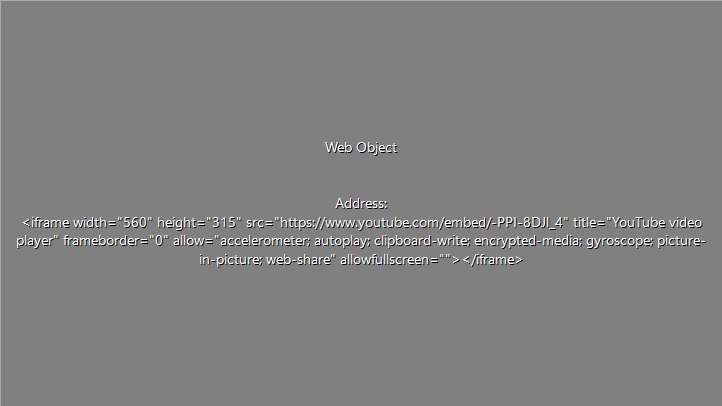 Web Object
Address:
<iframe width="560" height="315" src="https://www.youtube.com/embed/-PPI-8DJl_4" title="YouTube video
player" frameborder="0" allow="accelerometer; autoplay; clipboard-write; encrypted-media; gyroscope; picture-
in-picture; web-share" allowfullscreen=""></iframe>